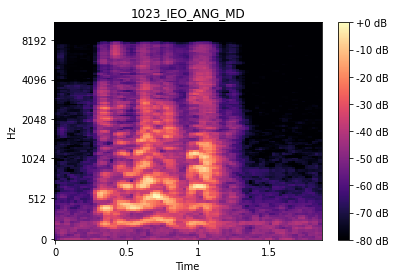 1023_IEO_ANG_MD
+0 dB
8192
-10 dB
4096
-20 dB
-30 dB
2048
Hz
-40 dB
1024
-50 dB
512
-60 dB
-70 dB
0
-80 dB
0
0.5
1
1.5
Time